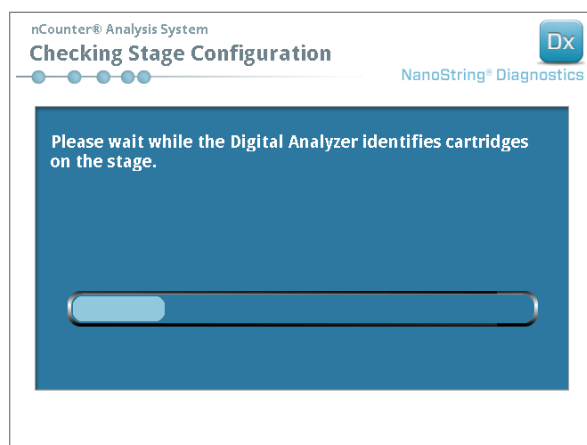 nCounter® Analysis System
Checking Stage Configuration
Dx
NanoString® Diagnostics
Please wait while the Digital Analyzer identifies cartridges
on the stage.